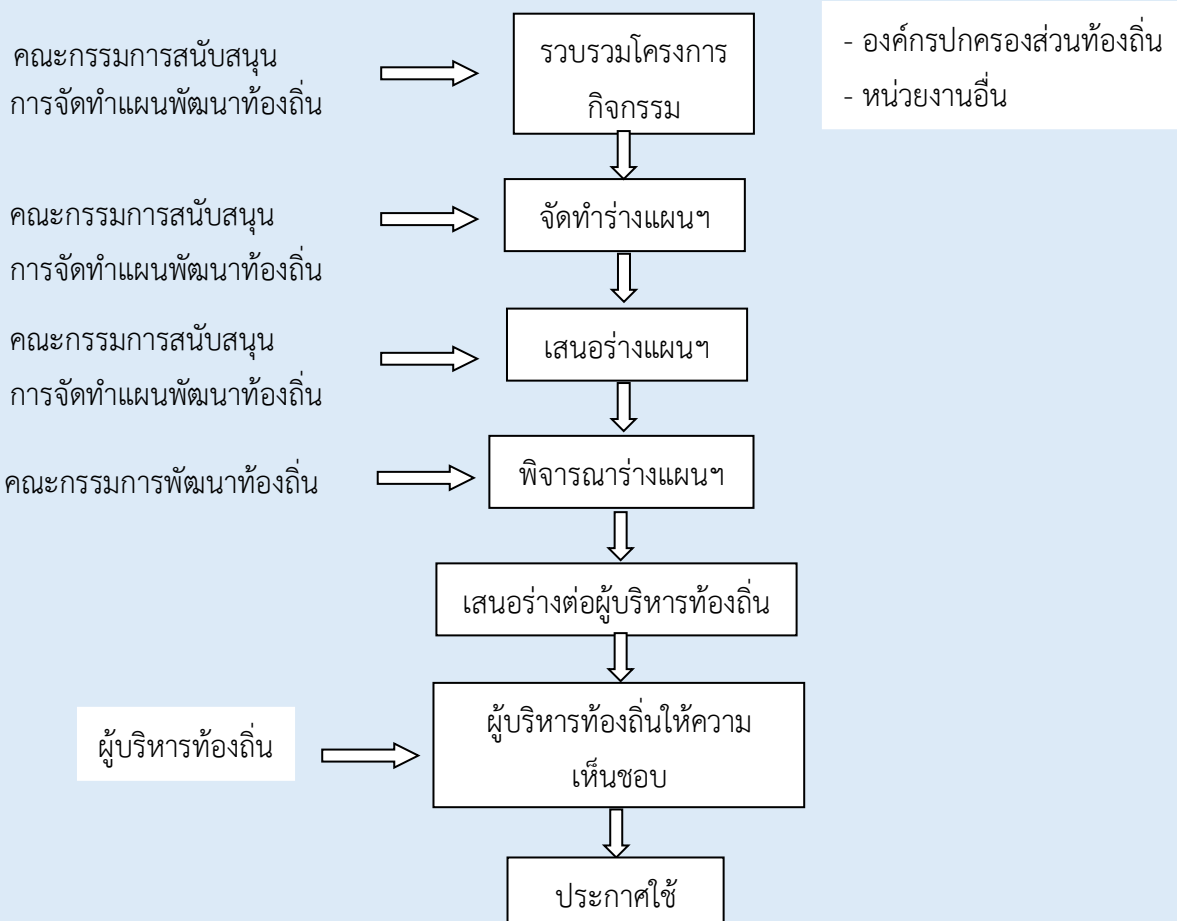 คณะกรรมการสนับสนุน
การจัดทำแผนพัฒนาท้องถิ่น
รวบรวมโครงการ
กิจกรรม
- องค์กรปกครองส่วนท้องถิ่น
- หน่วยงานอื่น
คณะกรรมการสนับสนุน
การจัดทำแผนพัฒนาท้องถิ่น
จัดทำร่างแผนฯ
คณะกรรมการสนับสนุน
การจัดทำแผนพัฒนาท้องถิ่น
เสนอร่างแผนฯ
คณะกรรมการพัฒนาท้องถิ่น
พิจารณาร่างแผนฯ
เสนอร่างต่อผู้บริหารท้องถิ่น
ผู้บริหารท้องถิ่น
ผู้บริหารท้องถิ่นให้ความ
เห็นชอบ
ประกาศใช้